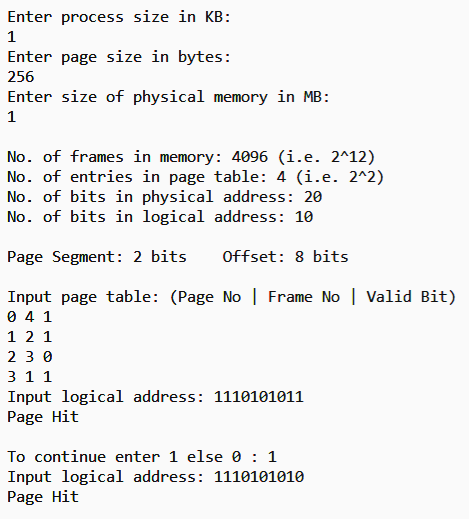 Enter process size in KB:
1
Enter page size in bytes:
256
Enter size of physical memory in MB:
1
No. of frames in memory: 4096 (i.e. 2^12)
No. of entries in page table: 4 (i.e. 2^2)
No. of bits in physical address: 20
No. of bits in logical address: 10
Page Segment: 2 bits    Offset: 8 bits
Input page table: (Page No | Frame No | Valid Bit)
0 4 1
1 2 1
2 3 0
3 1 1
Input logical address: 1110101011
Page Hit
To continue enter 1 else 0 : 1
Input logical address: 1110101010
Page Hit